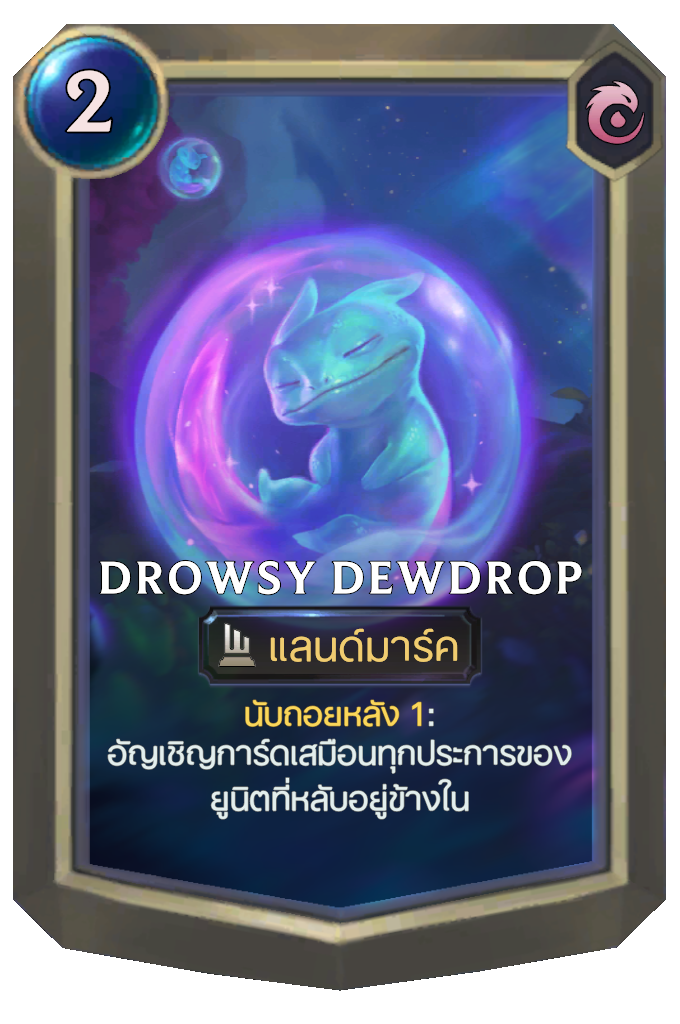 2
DROWSY DEWDROP
แลนด์มาร์ค
นับถอยหลัง 1:
อัญเชิญการ์ดเสมือนทุกประการของ
ยูนิตที่หลับอยู่ข้างใน